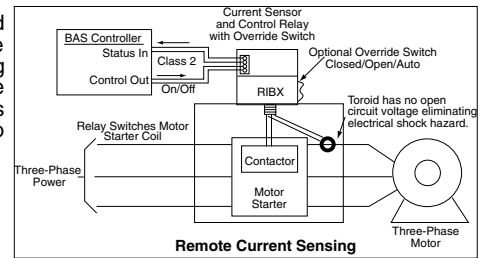 Current Sensor
and Control Relay
with Override Switch
BAS Controller
Status In
Class 2
Control Out
On/Off
Optional Override Switch
Closed/Open/Auto
RIBX
Toroid has no open
circuit voltage eliminating
electrical shock hazard.
Relay Switches Motor
Starter Coil
Three-Phase
Power
Contactor
Motor
Starter
Three-Phase
Motor
Remote Current Sensing